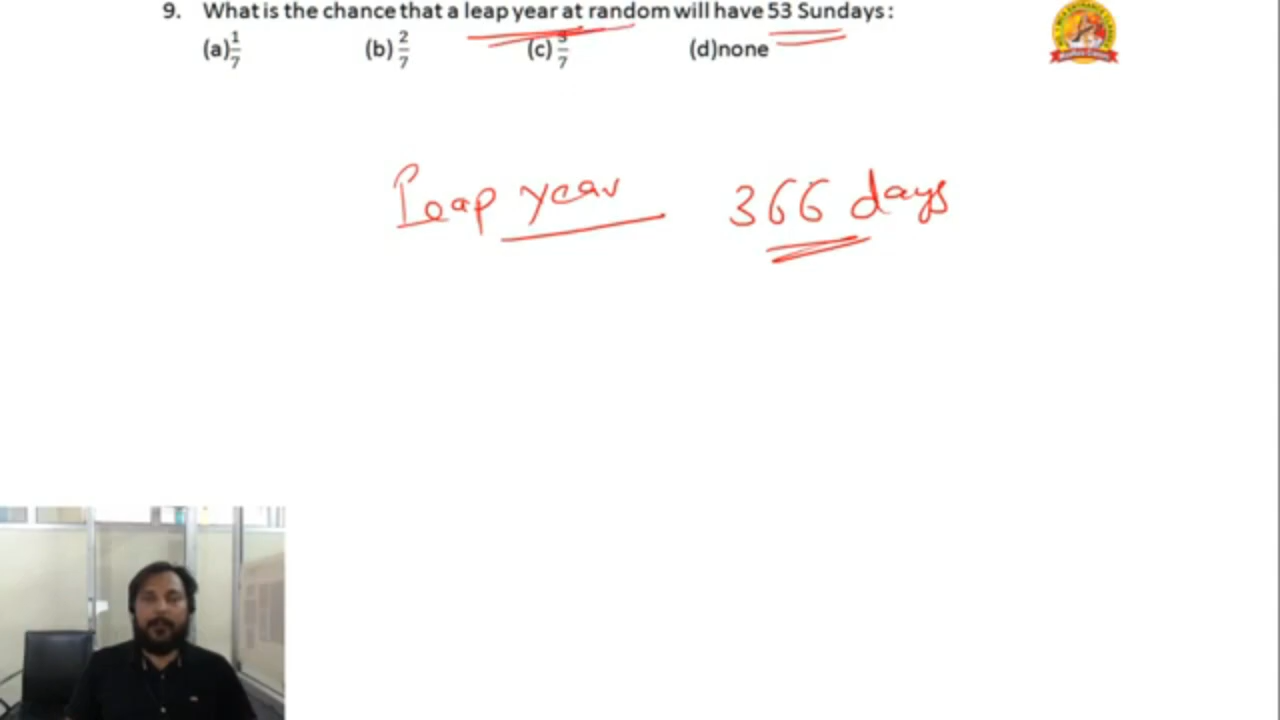 9. What is the chance that a leap year at random will have 53 Sundays :
(a) 1/7 (b) 2/7 (c) 3/7 (d)none
Leap year 366 days